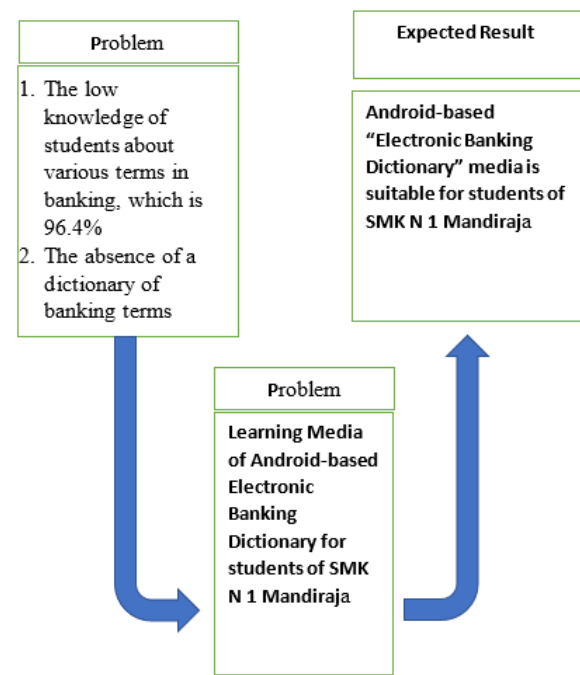 Problem
1. The low
knowledge of
students about
various terms in
banking, which is
96.4%
2. The absence of a
dictionary of
banking terms
Problem
Learning Media
of Android-based
Electronic
Banking
Dictionary for
students of SMK
N 1 Mandiraja
Expected Result
Android-based
“Electronic Banking
Dictionary” media is
suitable for students of
SMK N 1 Mandiraja